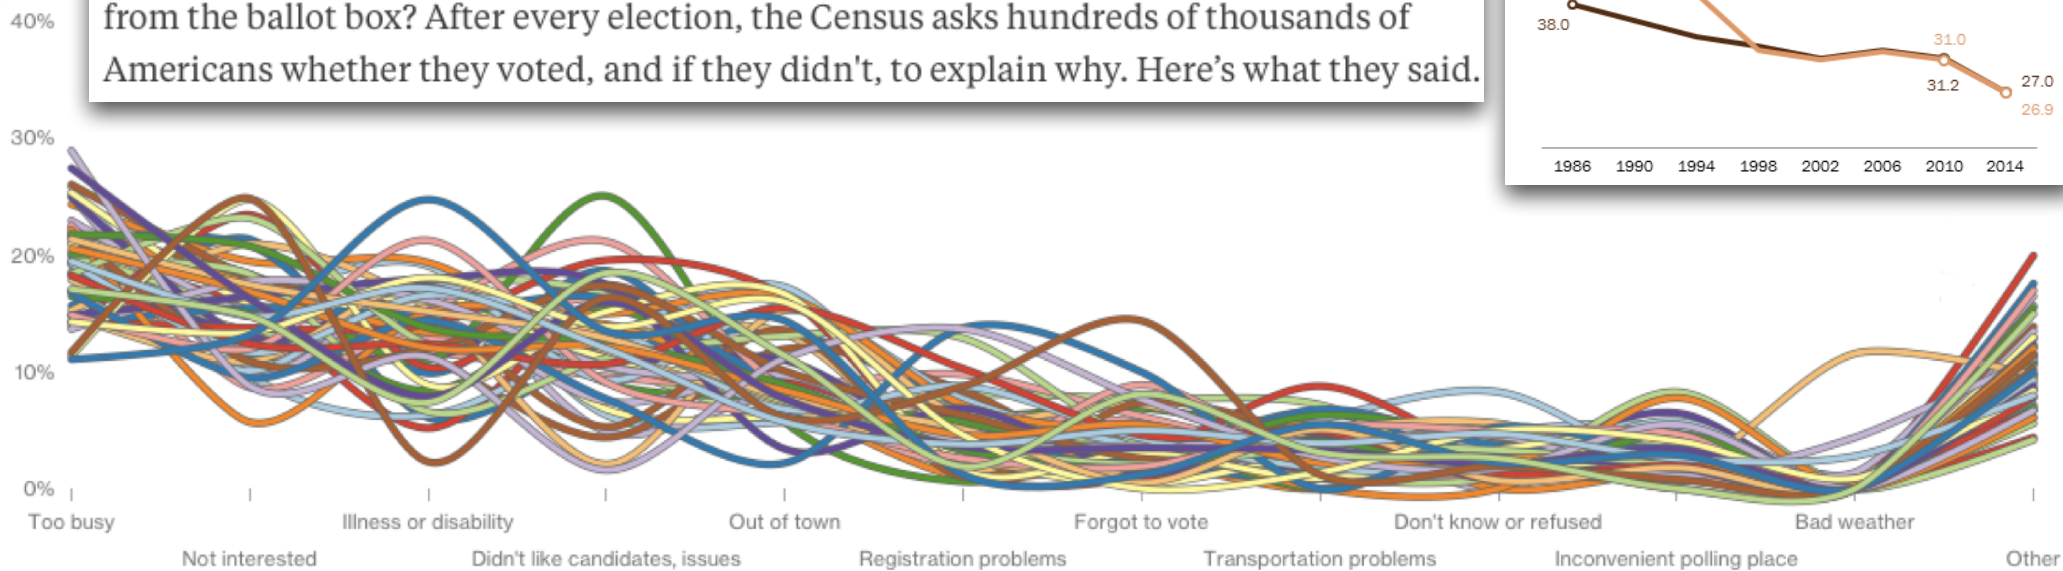 from the ballot box? After every election, the Census asks hundreds of thousands of
Americans whether they voted, and if they didn't, to explain why. Here’s what they said.
40%
30%
20%
10%
0%
Too busy
Not interested
Illness or disability
Didn't like candidates, issues
Out of town
Registration problems
Forgot to vote
Transportation problems
Don't know or refused
Inconvenient polling place
Bad weather
Other
38.0
31.0
31.2
27.0
26.9
1986 1990 1994 1998 2002 2006 2010 2014